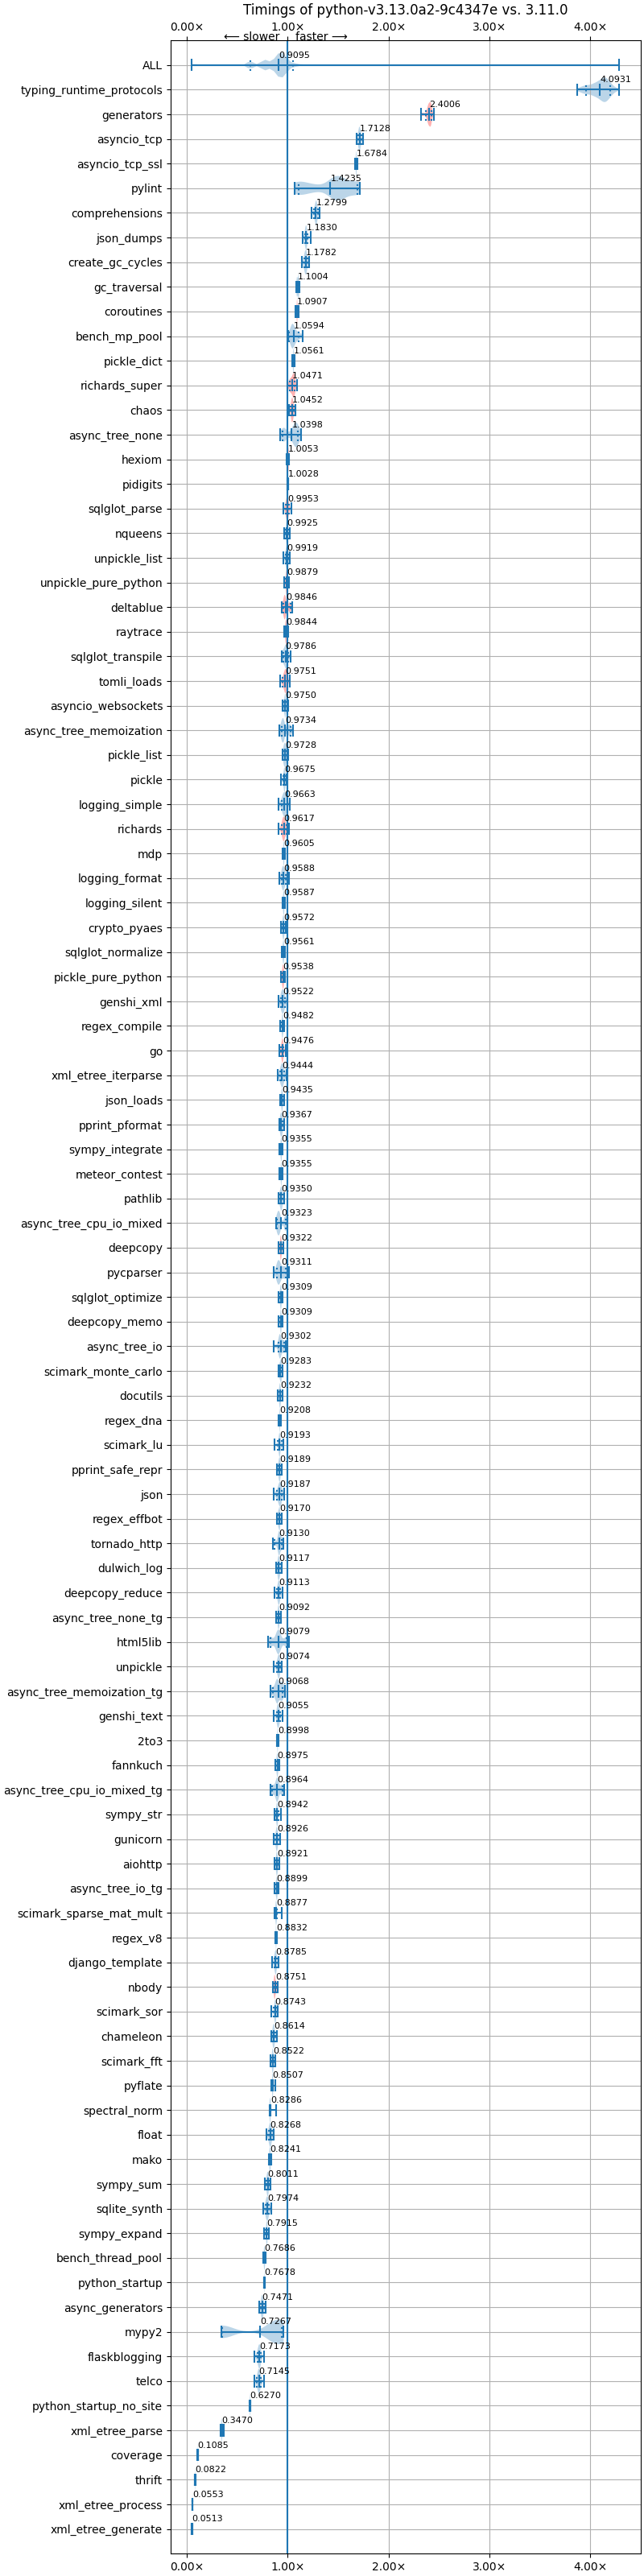 Timings of python-v3.13.0a2-9c4347e vs. 3.11.0
0.00× 1.00× 2.00× 3.00× 4.00×
⟵ slower faster ⟶
ALL 0.9095
typing_runtime_protocols 4.0931
generators 2.4006
asyncio_tcp 1.7128
asyncio_tcp_ssl 1.6784
pylint 1.4235
comprehensions 1.2799
json_dumps 1.1830
create_gc_cycles 1.1782
gc_traversal 1.1004
coroutines 1.0907
bench_mp_pool 1.0594
pickle_dict 1.0561
richards_super 1.0471
chaos 1.0452
async_tree_none 1.0398
hexiom 1.0053
pidigits 1.0028
sqlglot_parse 0.9953
nqueens 0.9925
unpickle_list 0.9919
unpickle_pure_python 0.9879
deltablue 0.9846
raytrace 0.9844
sqlglot_transpile 0.9786
tomli_loads 0.9751
asyncio_websockets 0.9750
async_tree_memoization 0.9734
pickle_list 0.9728
pickle 0.9675
logging_simple 0.9663
richards 0.9617
mdp 0.9605
logging_format 0.9588
logging_silent 0.9587
crypto_pyaes 0.9572
sqlglot_normalize 0.9561
pickle_pure_python 0.9538
genshi_xml 0.9522
regex_compile 0.9482
go 0.9476
xml_etree_iterparse 0.9444
json_loads 0.9435
pprint_pformat 0.9367
sympy_integrate 0.9355
meteor_contest 0.9355
pathlib 0.9350
async_tree_cpu_io_mixed 0.9323
deepcopy 0.9322
pycparser 0.9311
sqlglot_optimize 0.9309
deepcopy_memo 0.9309
async_tree_io 0.9302
scimark_monte_carlo 0.9283
docutils 0.9232
regex_dna 0.9208
scimark_lu 0.9193
pprint_safe_repr 0.9189
json 0.9187
regex_effbot 0.9170
tornado_http 0.9130
dulwich_log 0.9117
deepcopy_reduce 0.9113
async_tree_none_tg 0.9092
html5lib 0.9079
unpickle 0.9074
async_tree_memoization_tg 0.9068
genshi_text 0.9055
2to3 0.8998
fannkuch 0.8975
async_tree_cpu_io_mixed_tg 0.8964
sympy_str 0.8942
gunicorn 0.8926
aiohttp 0.8921
async_tree_io_tg 0.8899
scimark_sparse_mat_mult 0.8877
regex_v8 0.8832
django_template 0.8785
nbody 0.8751
scimark_sor 0.8743
chameleon 0.8614
scimark_fft 0.8522
pyflate 0.8507
spectral_norm 0.8286
float 0.8268
mako 0.8241
sympy_sum 0.8011
sqlite_synth 0.7974
sympy_expand 0.7915
bench_thread_pool 0.7686
python_startup 0.7678
async_generators 0.7471
mypy2 0.7267
flaskblogging 0.7173
telco 0.7145
python_startup_no_site 0.6270
xml_etree_parse 0.3470
coverage 0.1085
thrift 0.0822
xml_etree_process 0.0553
xml_etree_generate 0.0513
0.00× 1.00× 2.00× 3.00× 4.00×